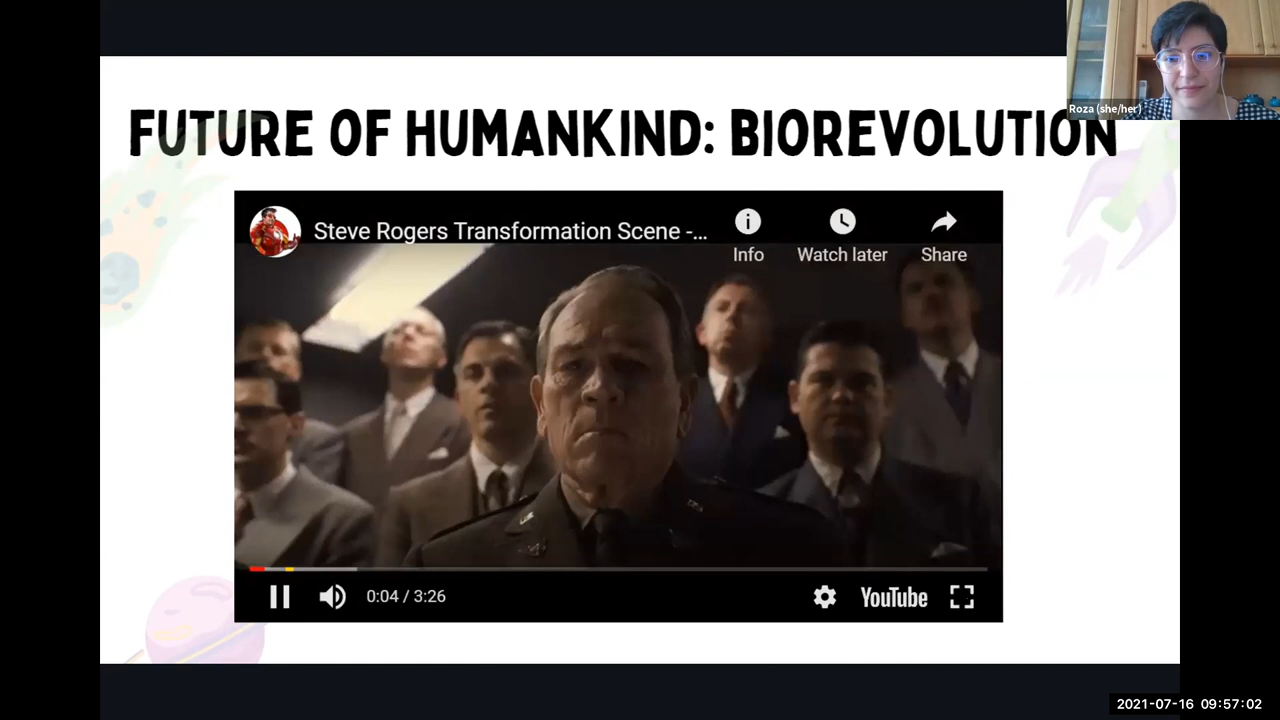 Roza (she/her)
FUTURE OF HUMANKIND: BIOREVOLUTION
Steve Rogers Transformation Scene -...
Info
Watch later
Share
0:04 / 3:26
YouTube
2021-07-16 09:57:02